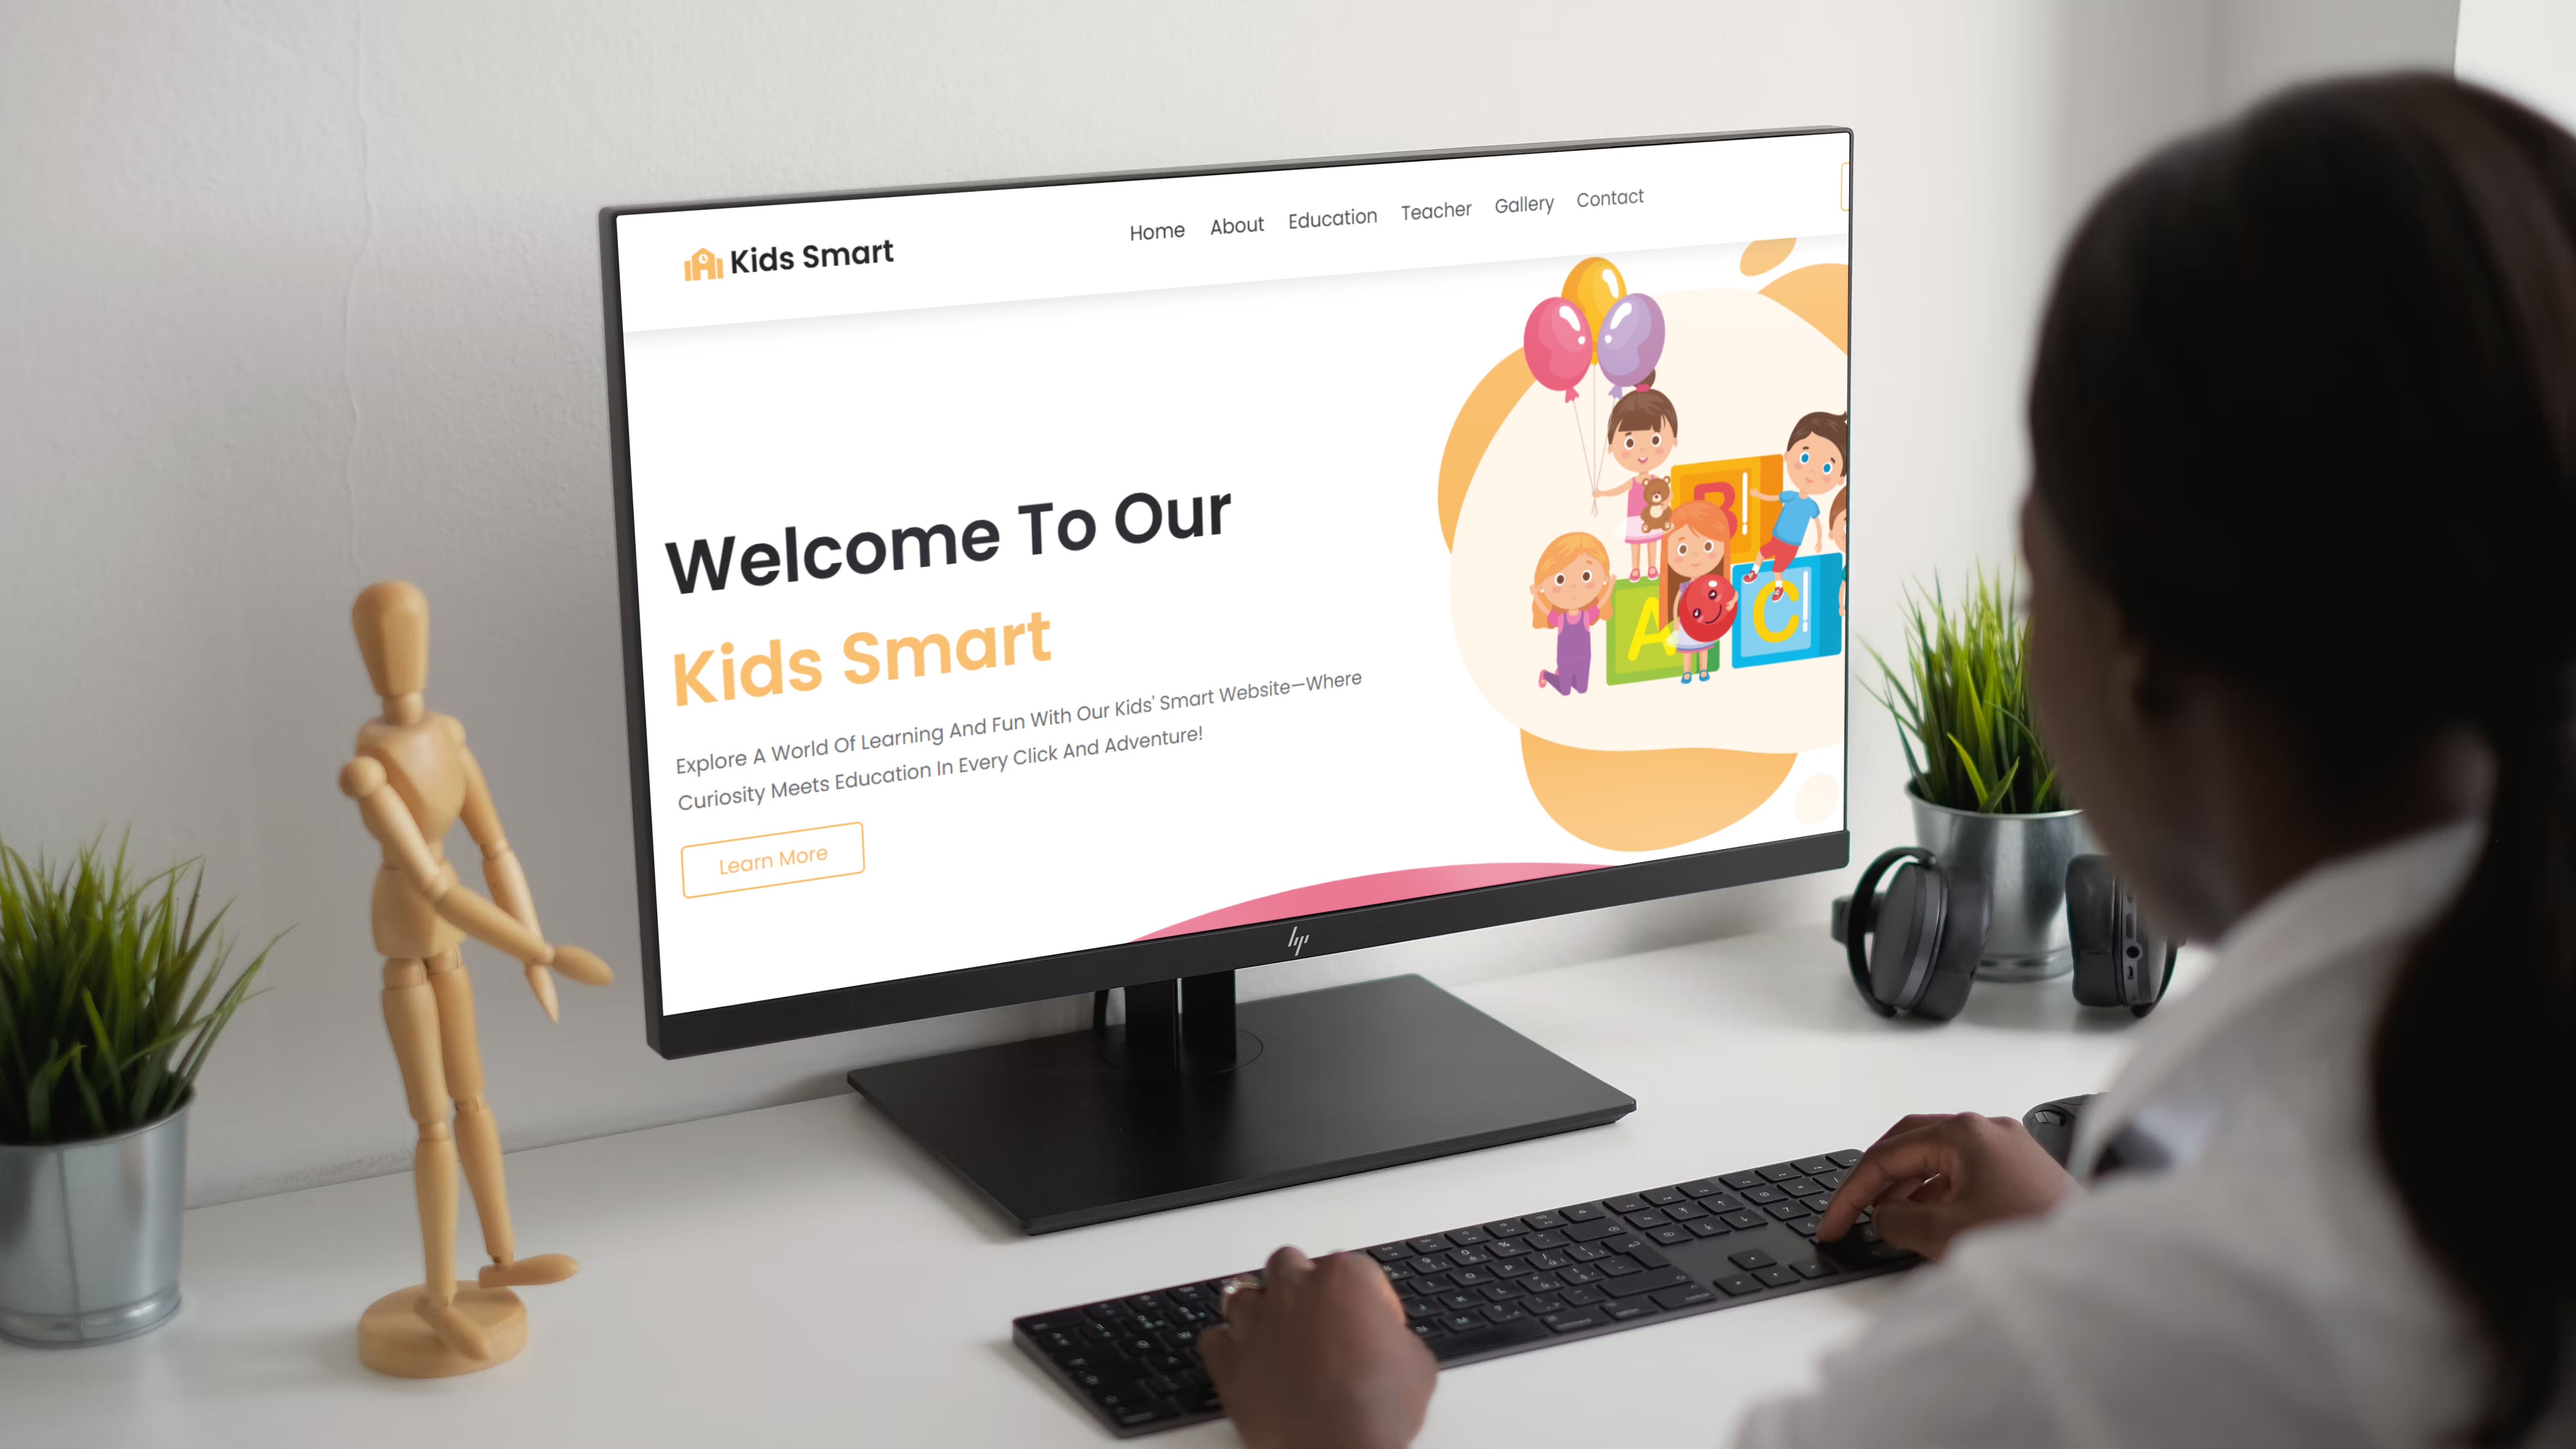 Kids Smart
Home About Education Teacher Gallery Contact
Welcome To Our
Kids Smart
Explore A World Of Learning And Fun With Our Kids' Smart Website—Where
Curiosity Meets Education In Every Click And Adventure!
Learn More
B
A C
hp